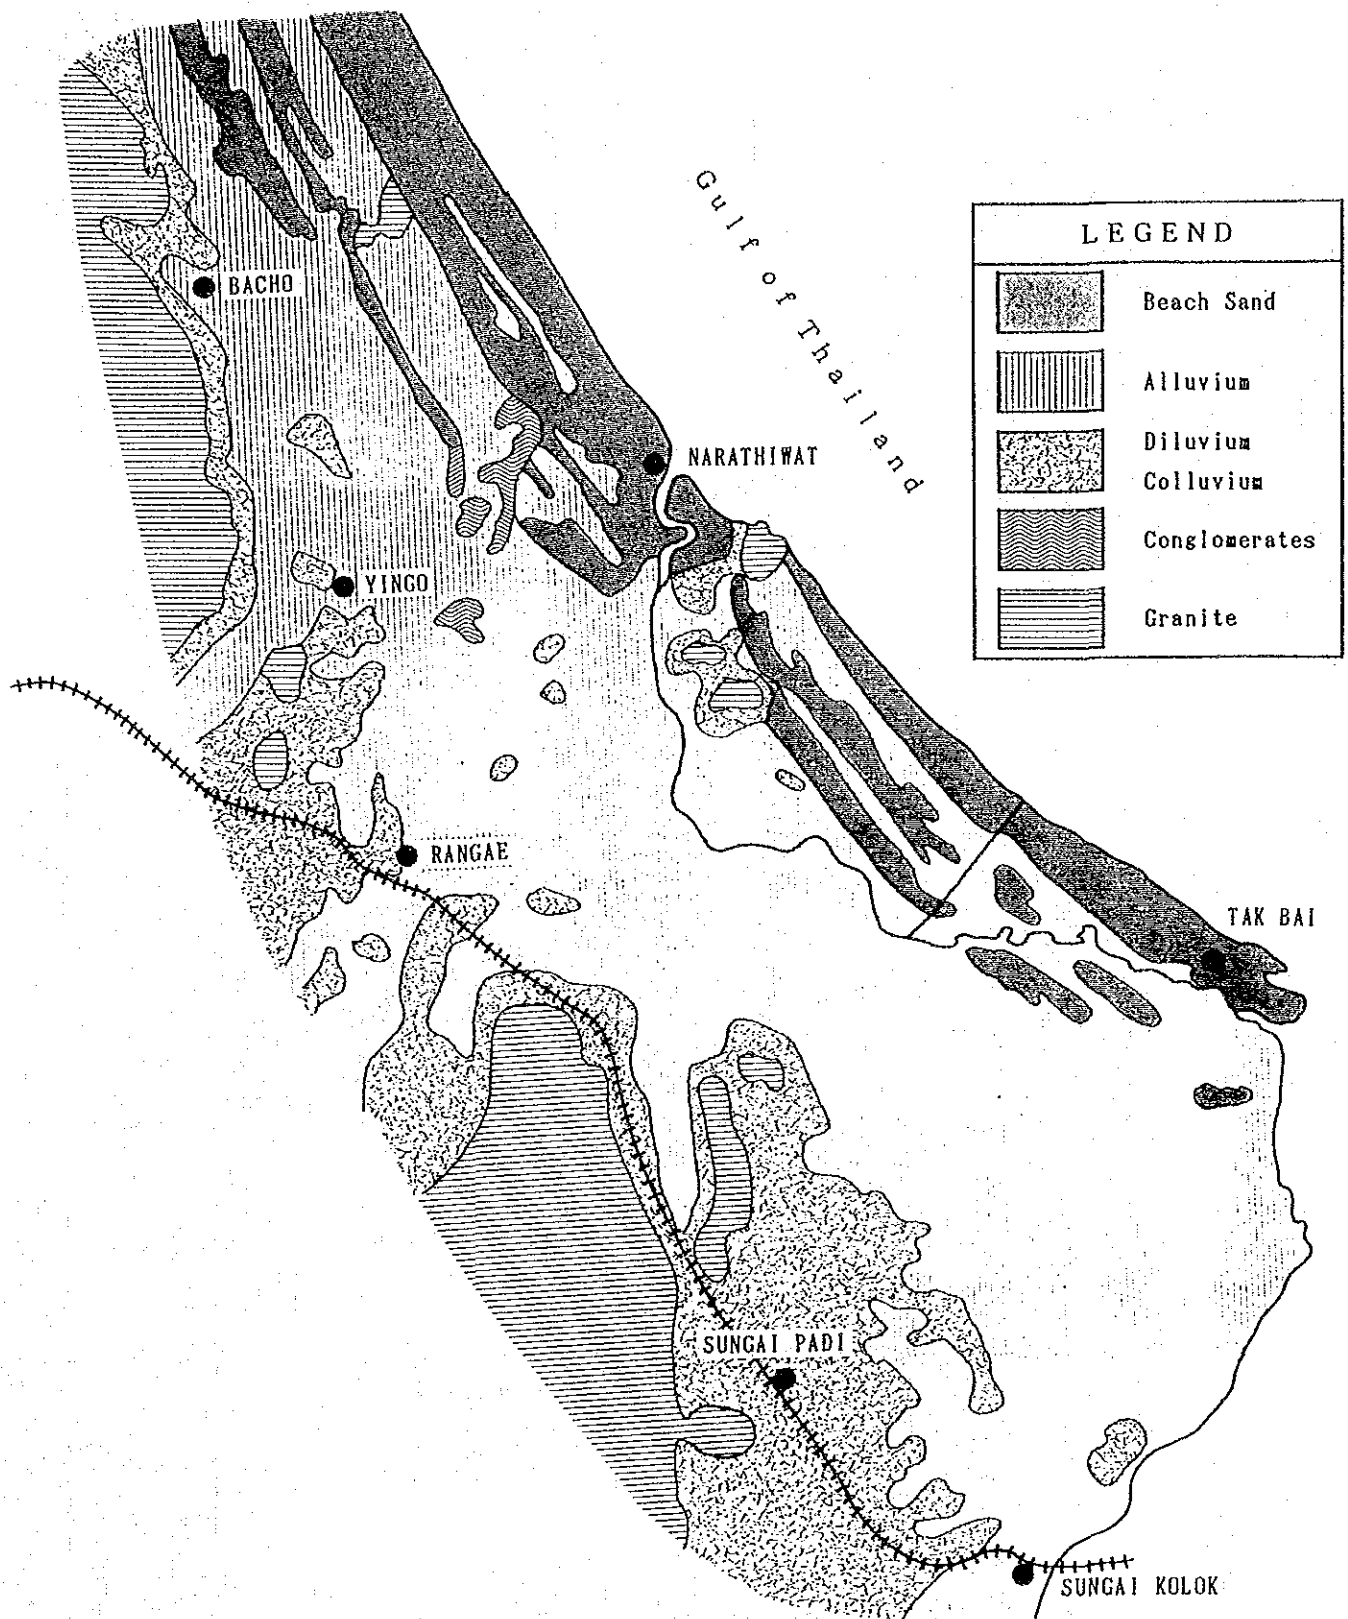 Gulf of Thailand
LEGEND
Beach Sand
Alluvium
Diluvium
Colluvium
Conglomerates
Granite
BACHO
NARATHIWAT
YINGO
RANGAE
TAK BAI
SUNGAI PADI
SUNGAI KOLOK